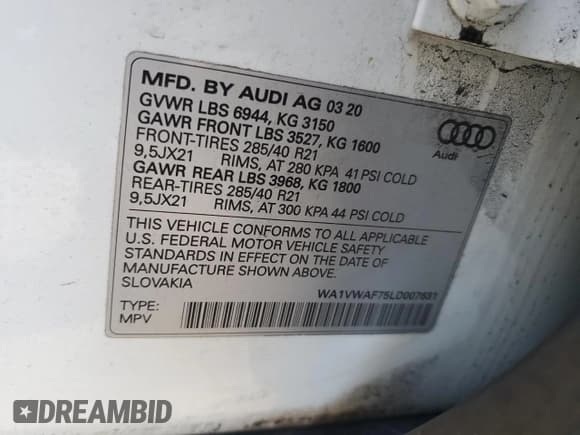 MFD. BY AUDI AG 03 20
GVWR LBS 6944, KG 3150
GAWR FRONT LBS 3527, KG 1600
FRONT-TIRES 285/40 R21
9,5JX21 RIMS, AT 280 KPA 41 PSI COLD
GAWR REAR LBS 3968, KG 1800
REAR-TIRES 285/40 R21
9,5JX21 RIMS, AT 300 KPA 44 PSI COLD
Audi
THIS VEHICLE CONFORMS TO ALL APPLICABLE
U.S. FEDERAL MOTOR VEHICLE SAFETY
STANDARDS IN EFFECT ON THE DATE OF
MANUFACTURE SHOWN ABOVE.
SLOVAKIA
TYPE:
MPV
DREAMBID